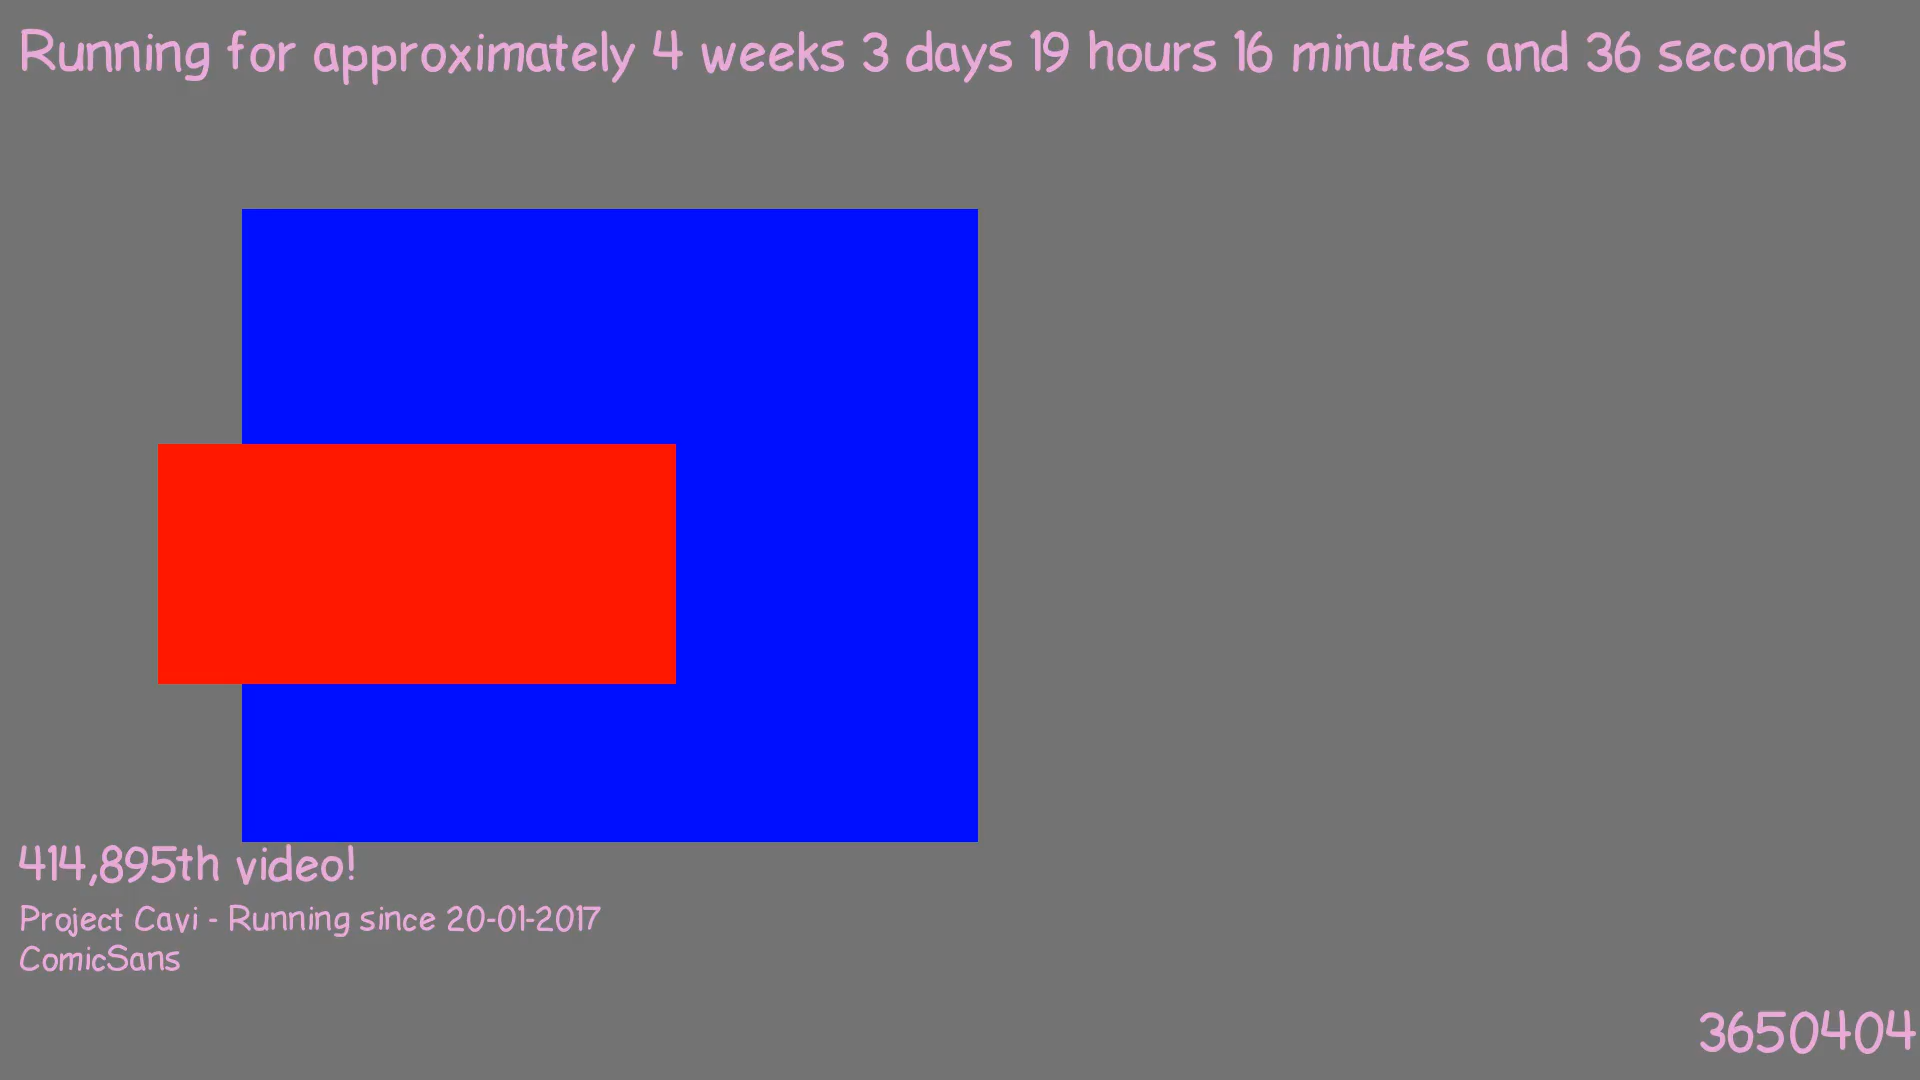 Running for approximately 4 weeks 3 days 19 hours 16 minutes and 36 seconds
414,895th video!
Project Cavi - Running since 20-01-2017
ComicSans
3650404